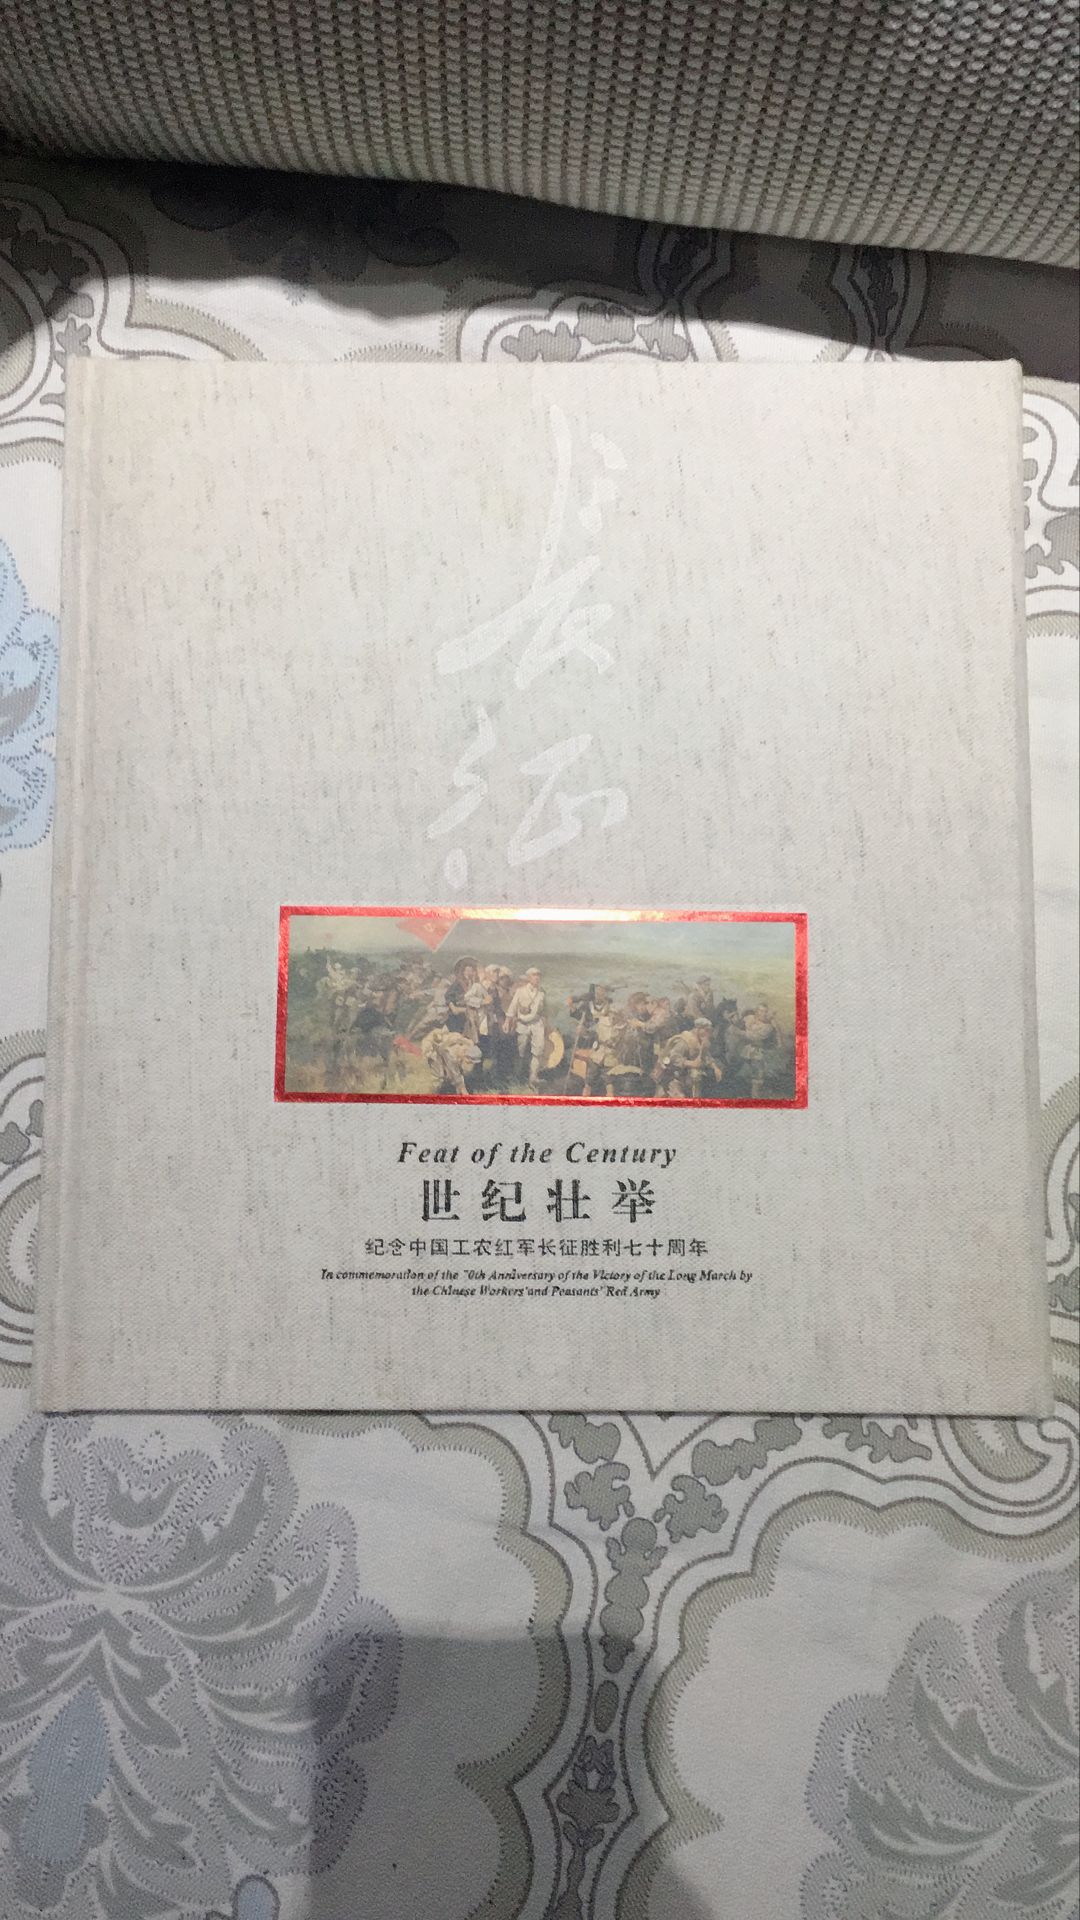 长征
Feat of the Century
世纪壮举
纪念中国工农红军长征胜利七十周年
In commemoration of the 70th Anniversary of the Victory of the Long March by
the Chinese Workers'and Peasants' Red Army